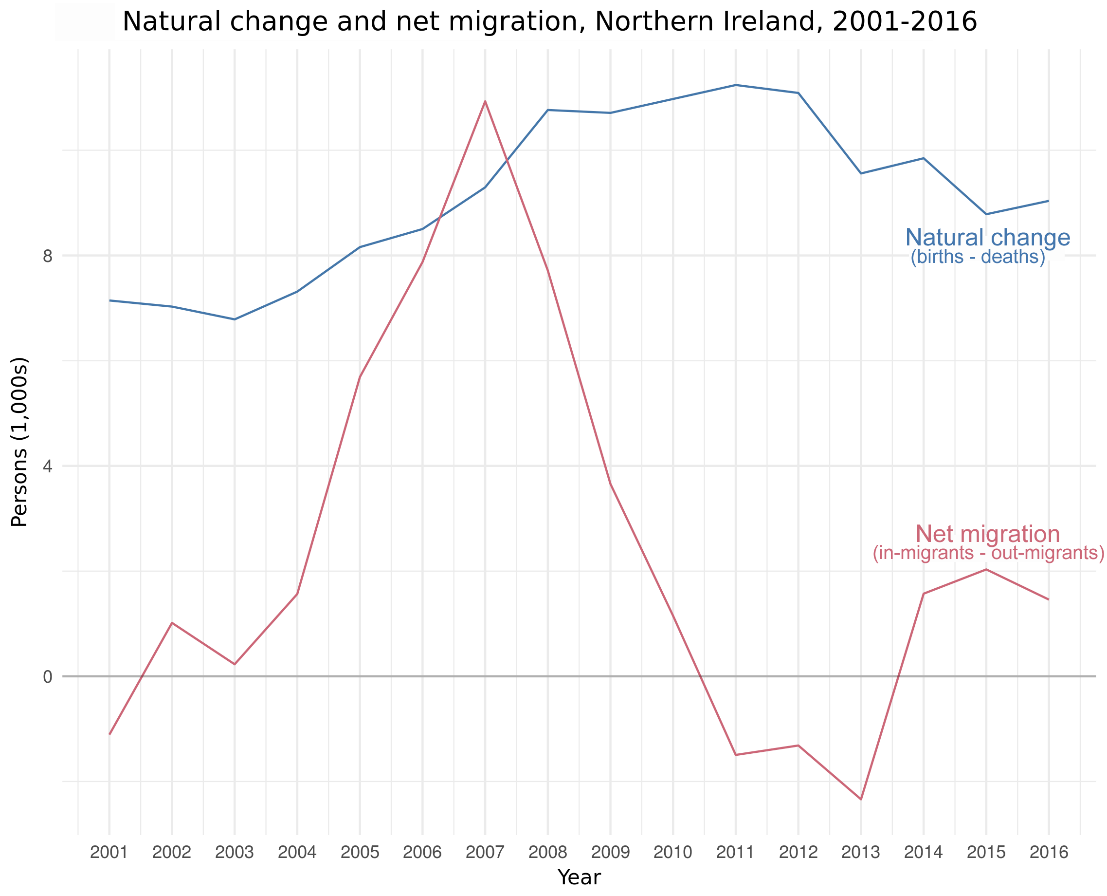 Natural change and net migration, Northern Ireland, 2001-2016
Natural change
(births - deaths)
8
Persons (1,000s)
4
Net migration
(in-migrants - out-migrants)
0
2001 2002 2003 2004 2005 2006 2007 2008 2009 2010 2011 2012 2013 2014 2015 2016
Year